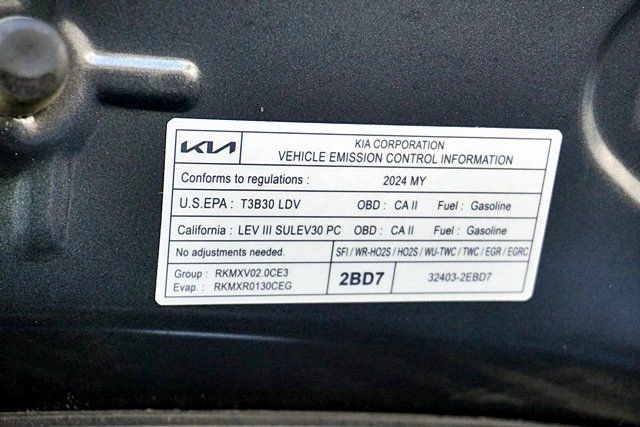 KIA
KIA CORPORATION
VEHICLE EMISSION CONTROL INFORMATION
Conforms to regulations : 2024 MY
U.S.EPA : T3B30 LDV OBD : CA II Fuel : Gasoline
California : LEV III SULEV30 PC OBD : CA II Fuel : Gasoline
No adjustments needed. SFI / WR-HO2S / HO2S / WU-TWC / TWC / EGR / EGRC
Group : RKMXV02.0CE3
Evap. : RKMXR0130CEG
2BD7
32403-2EBD7